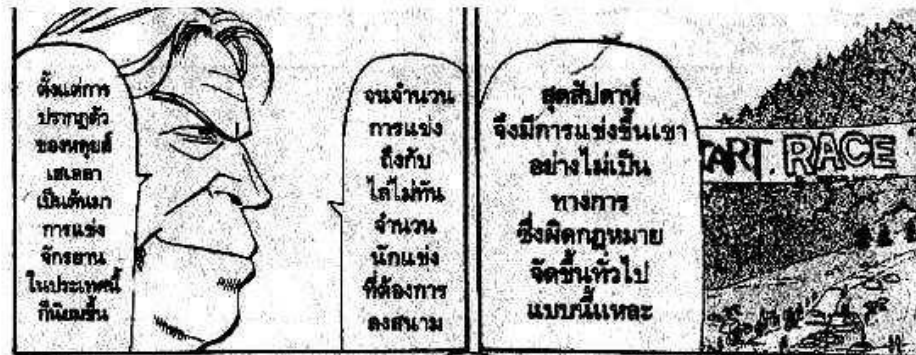 ตั้งแต่การ
ปรากฏตัว
ของหทุยส์
เฮเลดา
เป็นต้นมา
การแข่ง
จักรยาน
ในประเทศนี้
ก็นิยมขึ้น
จนจำนวน
การแข่ง
ถึงกับ
ไล่ไม่ทัน
จำนวน
นักแข่ง
ที่ต้องการ
ลงสนาม
สุดสัปดาห์
จึงมีการแข่งขึ้นเขา
อย่างไม่เป็น
ทางการ
ซึ่งผิดกฎหมาย
จัดขึ้นทั่วไป
แบบนี้แหละ
TART. RACE